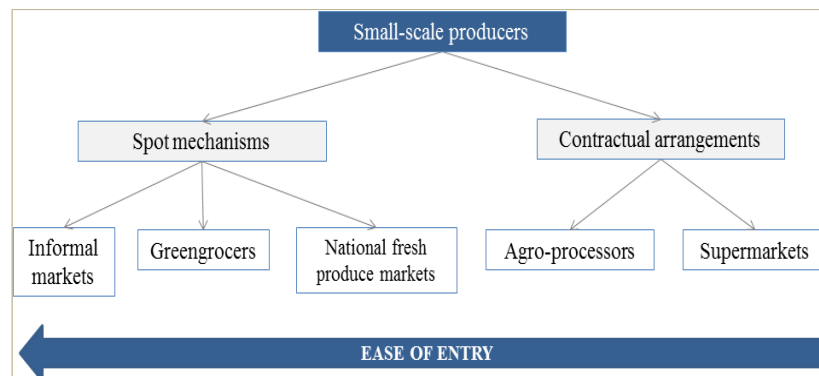 Small-scale producers
Spot mechanisms
Contractual arrangements
Informal
markets
Greengrocers
National fresh
produce markets
Agro-processors
Supermarkets
EASE OF ENTRY